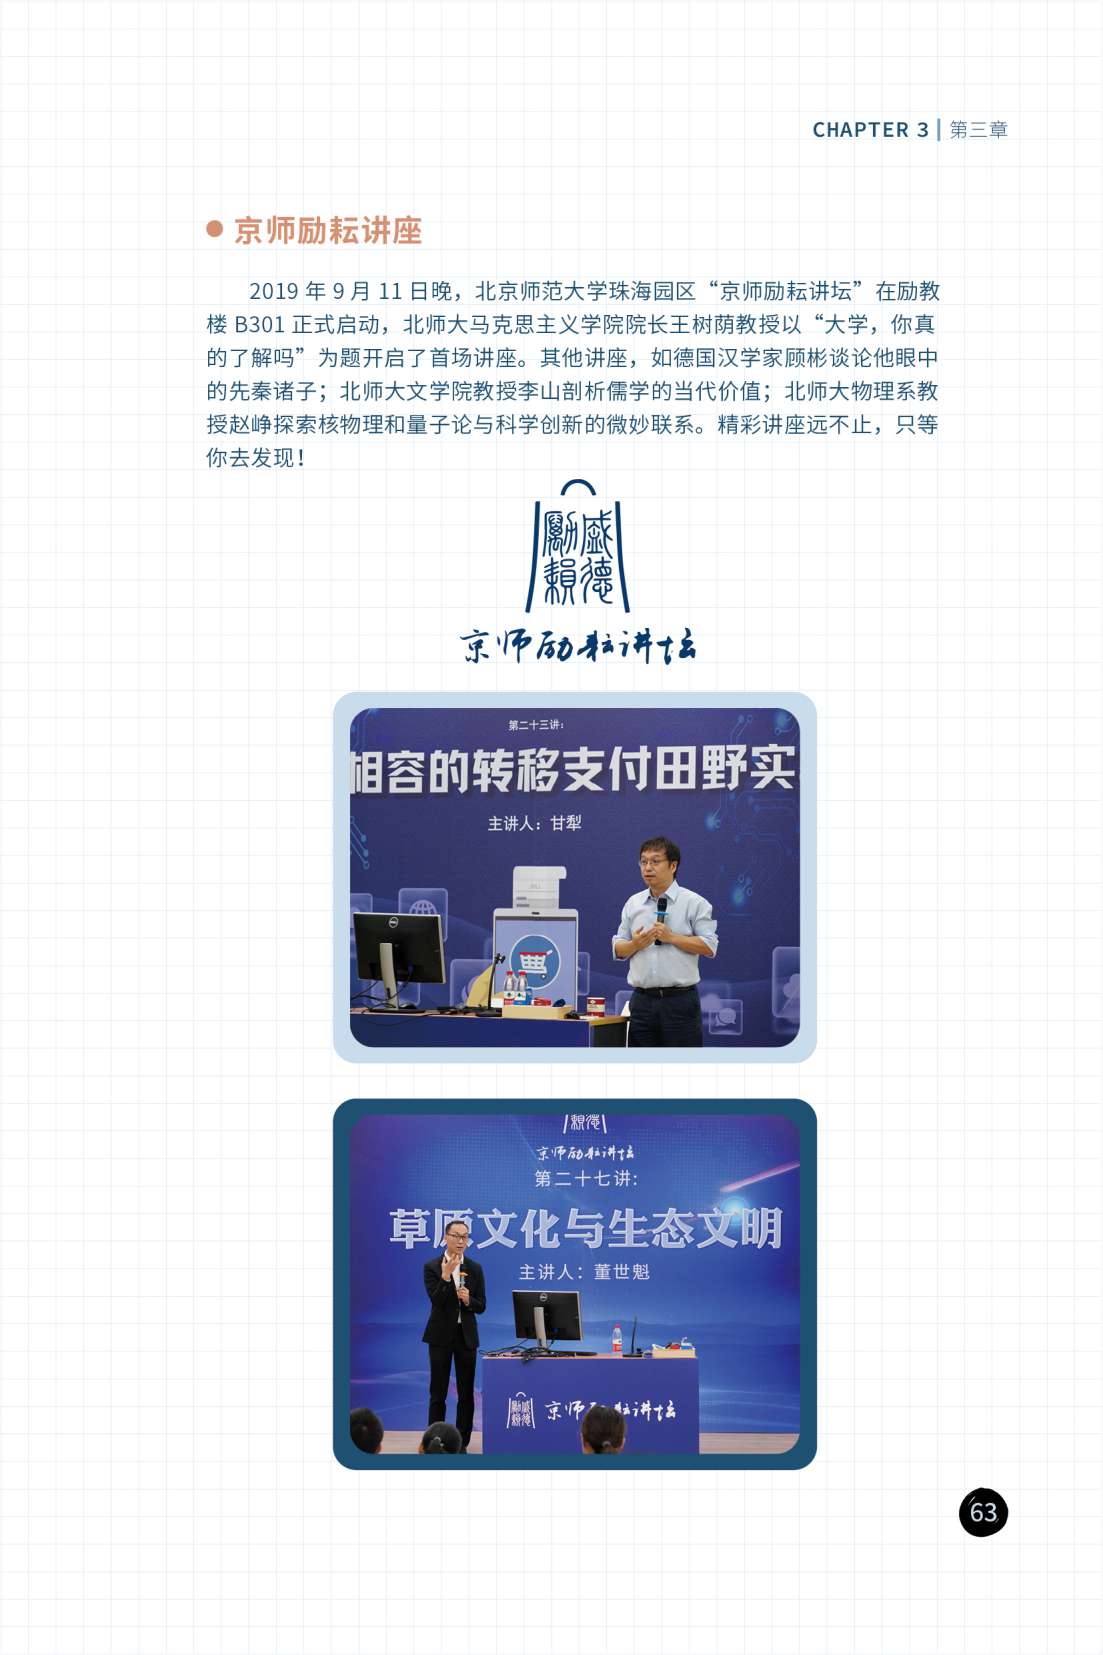 CHAPTER 3 | 第三章
京师励耘讲座
2019 年 9 月 11 日晚，北京师范大学珠海园区“京师励耘讲坛”在励教
楼 B301 正式启动，北师大马克思主义学院院长王树荫教授以“大学，你真
的了解吗”为题开启了首场讲座。其他讲座，如德国汉学家顾彬谈论他眼中
的先秦诸子；北师大文学院教授李山剖析儒学的当代价值；北师大物理系教
授赵峥探索核物理和量子论与科学创新的微妙联系。精彩讲座远不止，只等
你去发现！
京师励耘讲坛
第二十三讲：
相容的转移支付田野实
主讲人：甘犁
DELL
京师励耘讲坛
第二十七讲：
草原文化与生态文明
主讲人：董世魁
DELL
京师励耘讲坛
63